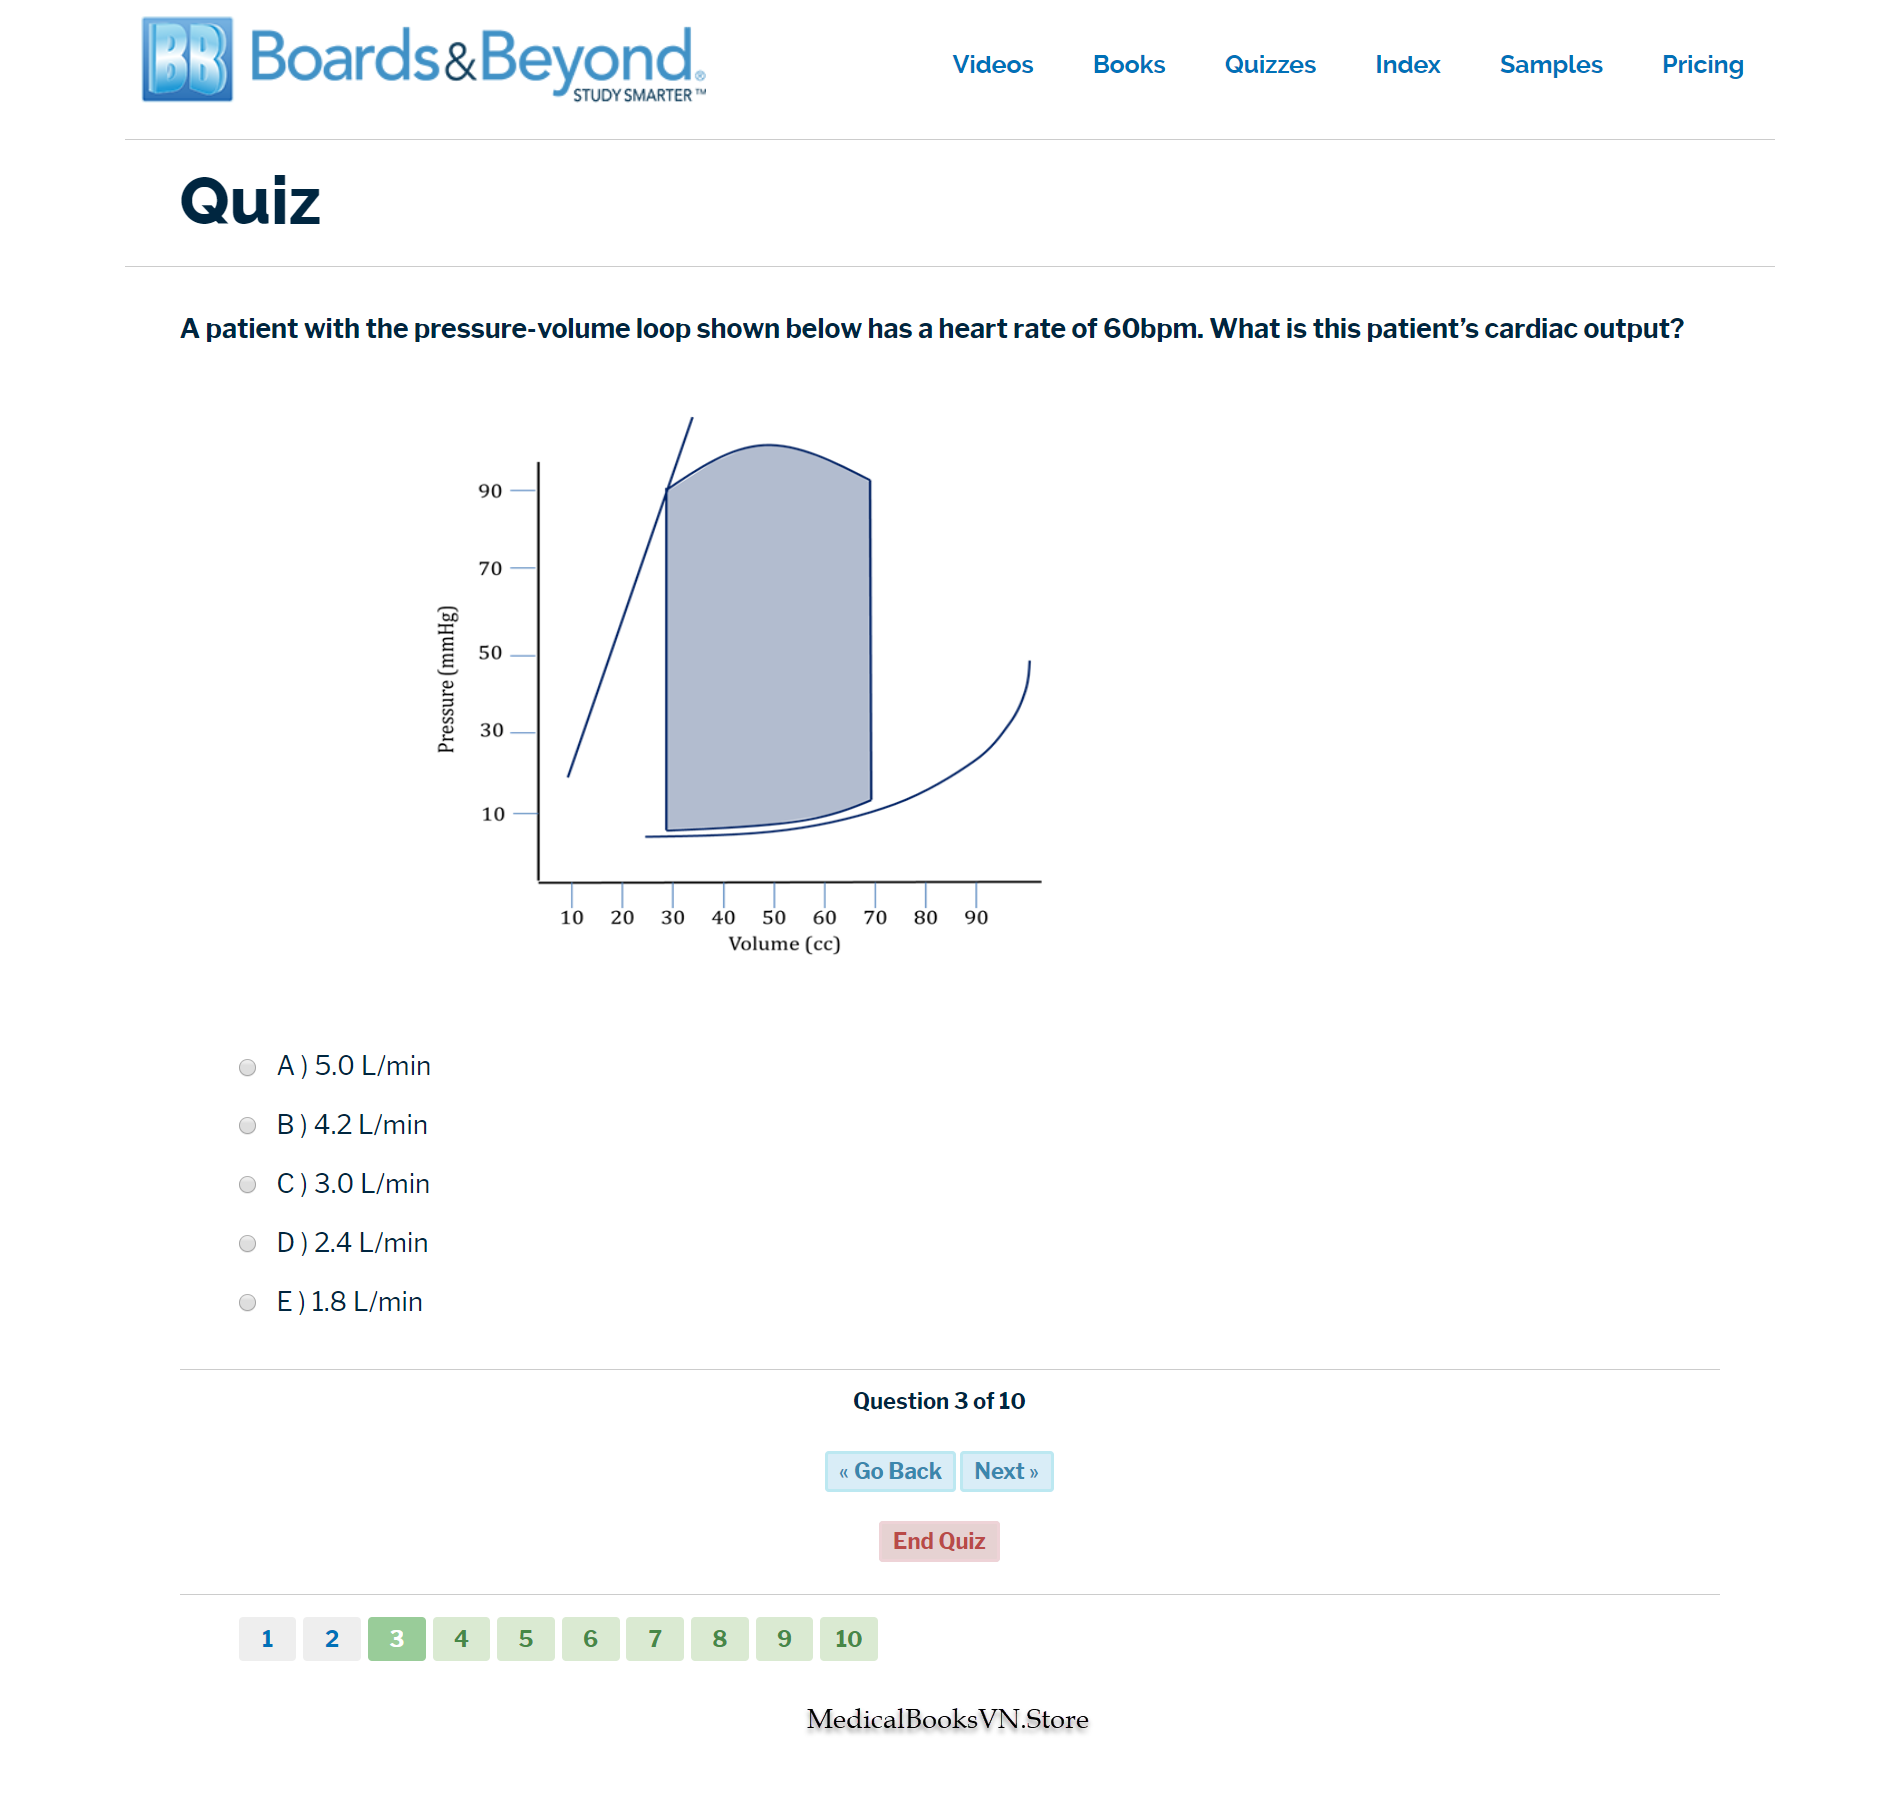 BB Boards&Beyond®
STUDY SMARTER™
Videos Books Quizzes Index Samples Pricing
Quiz
A patient with the pressure-volume loop shown below has a heart rate of 60bpm. What is this patient’s cardiac output?
90
70
50
30
10
Pressure (mmHg)
10 20 30 40 50 60 70 80 90
Volume (cc)
A ) 5.0 L/min
B ) 4.2 L/min
C ) 3.0 L/min
D ) 2.4 L/min
E ) 1.8 L/min
Question 3 of 10
« Go Back Next »
End Quiz
1 2 3 4 5 6 7 8 9 10
MedicalBooksVN.Store